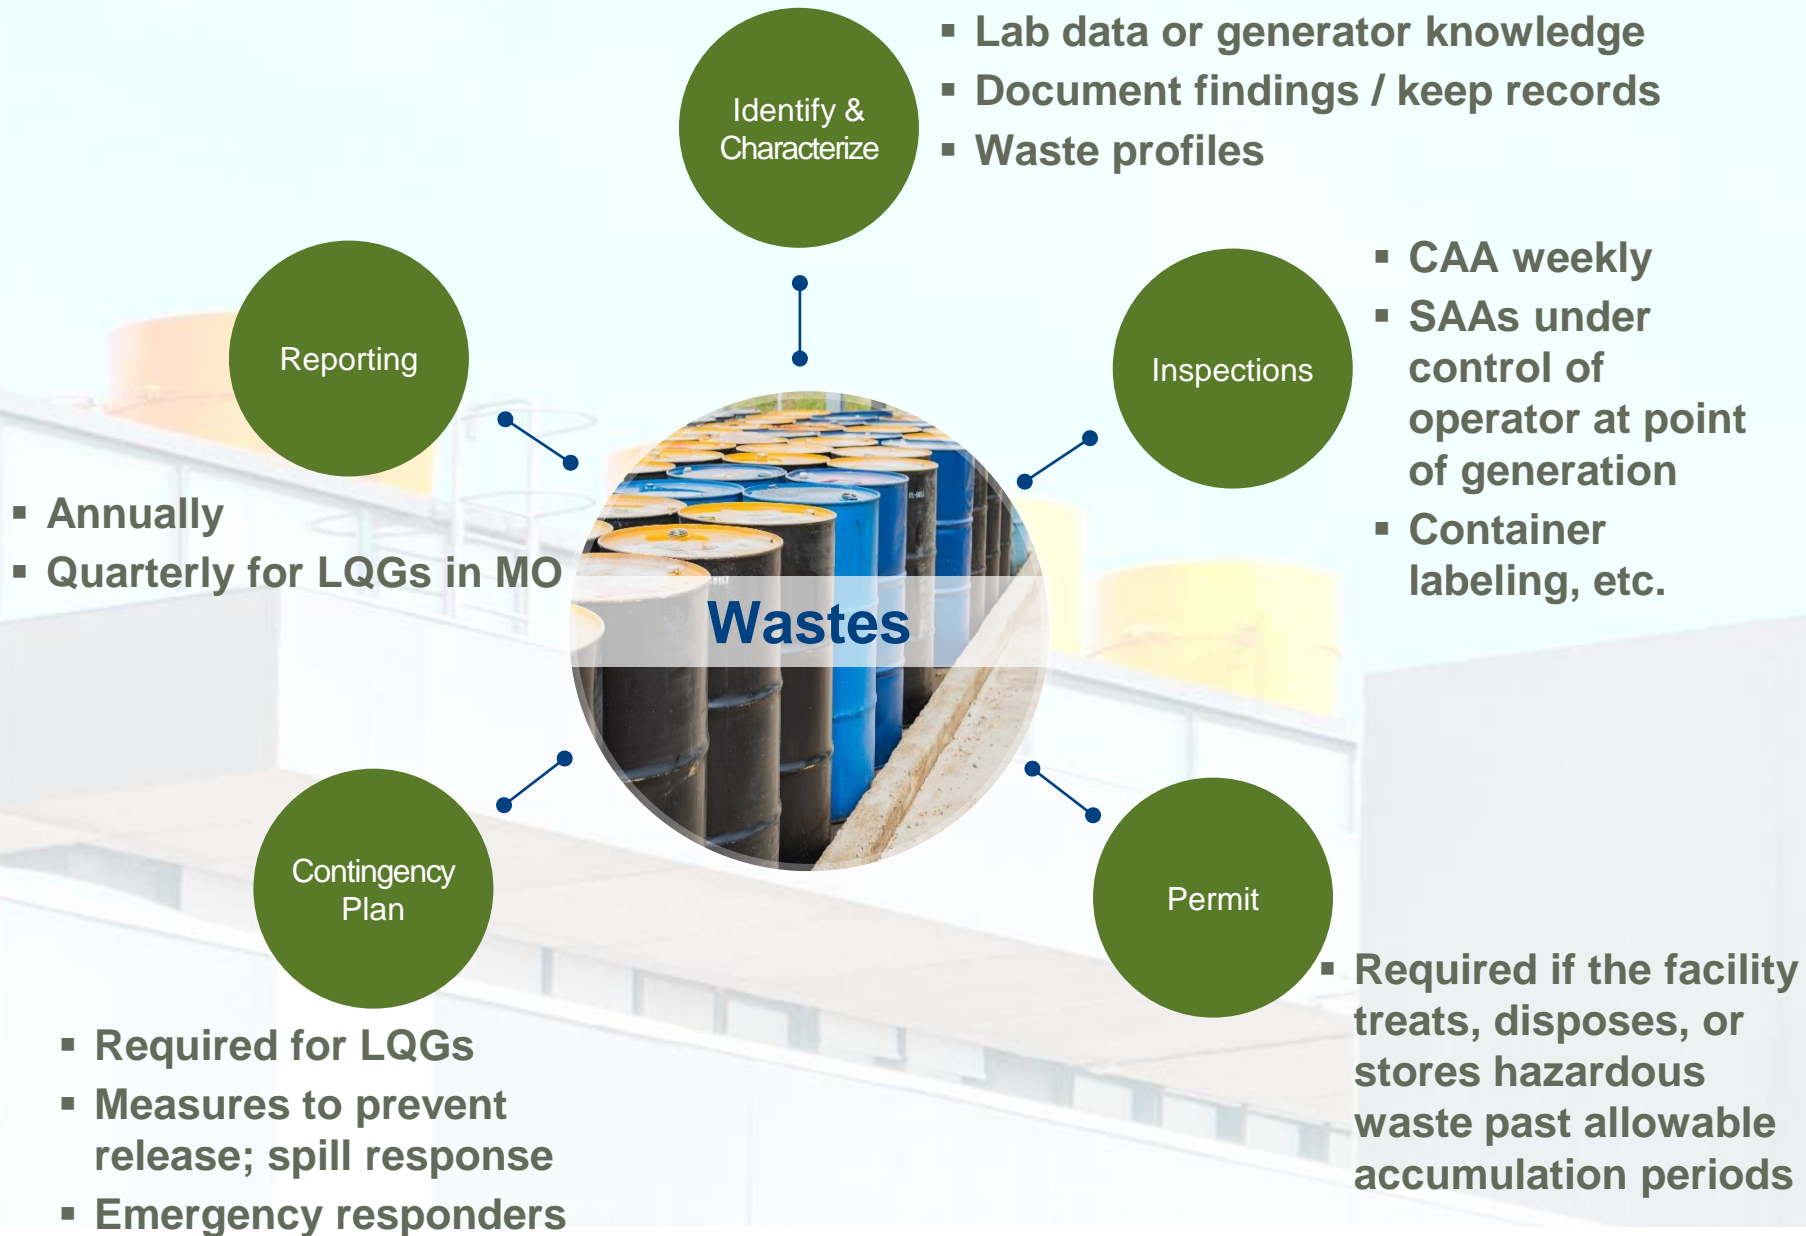 Identify &
Characterize
▪ Lab data or generator knowledge
▪ Document findings / keep records
▪ Waste profiles
Inspections
▪ CAA weekly
▪ SAAs under
control of
operator at point
of generation
▪ Container
labeling, etc.
Reporting
▪ Annually
▪ Quarterly for LQGs in MO
Wastes
Contingency
Plan
▪ Required for LQGs
▪ Measures to prevent
release; spill response
▪ Emergency responders
Permit
▪ Required if the facility
treats, disposes, or
stores hazardous
waste past allowable
accumulation periods